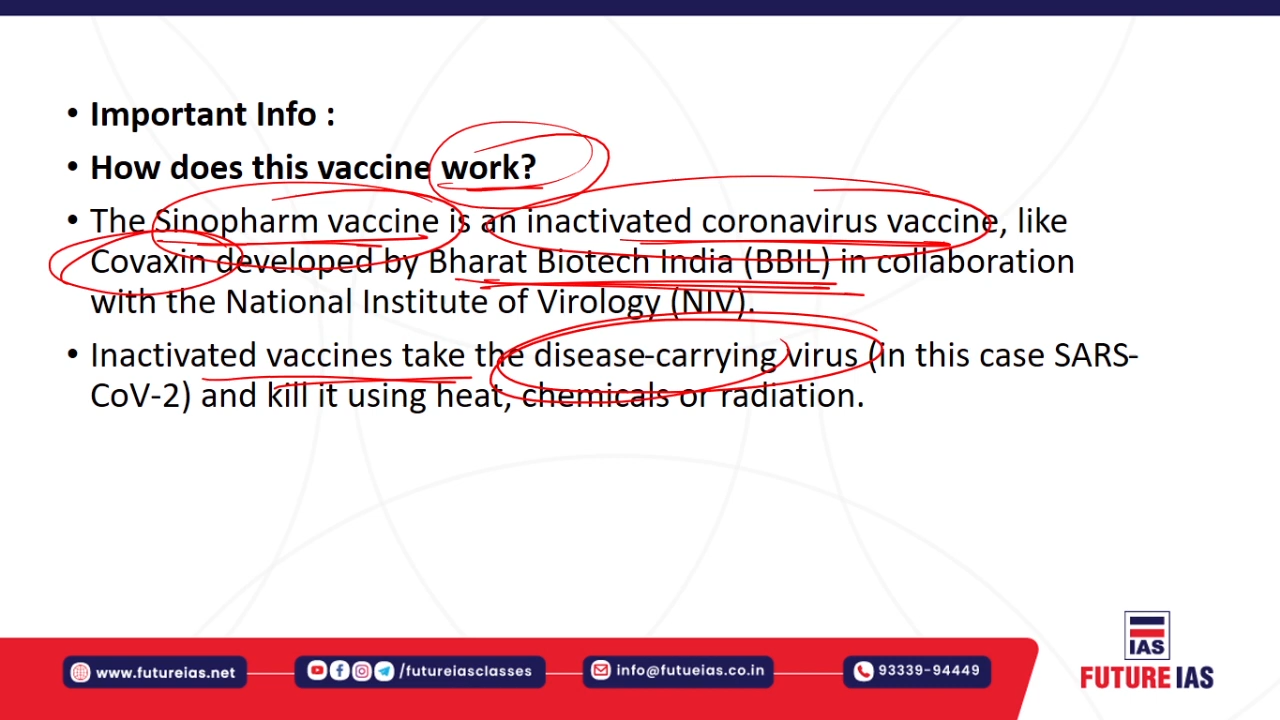 • Important Info :
• How does this vaccine work?
• The Sinopharm vaccine is an inactivated coronavirus vaccine, like
Covaxin developed by Bharat Biotech India (BBIL) in collaboration
with the National Institute of Virology (NIV).
• Inactivated vaccines take the disease-carrying virus (in this case SARS-
CoV-2) and kill it using heat, chemicals or radiation.
www.futureias.net
/futureiasclasses
info@futueias.co.in
93339-94449
IAS
FUTURE IAS